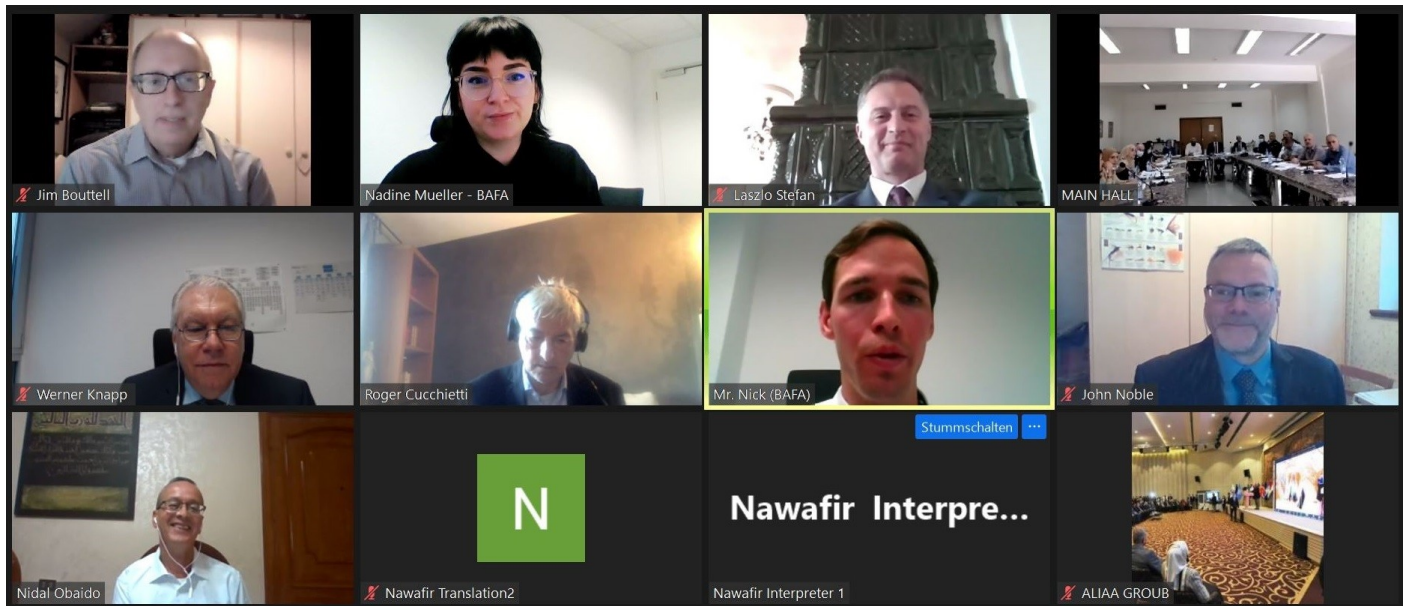 Jim Bouttell
Nadine Mueller - BAFA
Laszlo Stefan
MAIN HALL
Werner Knapp
Roger Cucchietti
Mr. Nick (BAFA)
John Noble
Stummschalten
...
N
Nawafir Interpre...
Nidal Obaido
Nawafir Translation2
Nawafir Interpreter 1
ALIAA GROUB